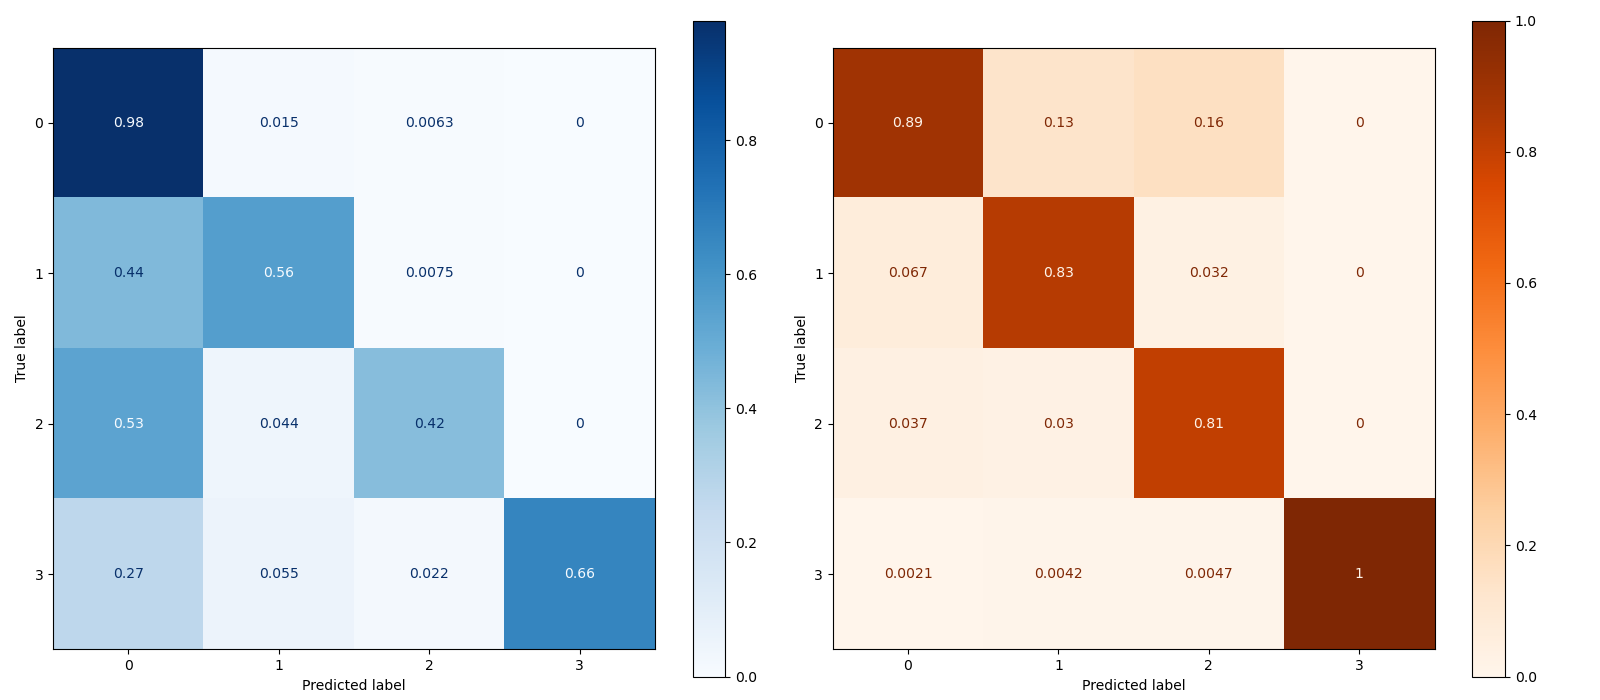 0 0.98 0.015 0.0063 0
1 0.44 0.56 0.0075 0
2 0.53 0.044 0.42 0
3 0.27 0.055 0.022 0.66
0 1 2 3
Predicted label
True label
0.8
0.6
0.4
0.2
0.0
0 0.89 0.13 0.16 0
1 0.067 0.83 0.032 0
2 0.037 0.03 0.81 0
3 0.0021 0.0042 0.0047 1
0 1 2 3
Predicted label
True label
1.0
0.8
0.6
0.4
0.2
0.0